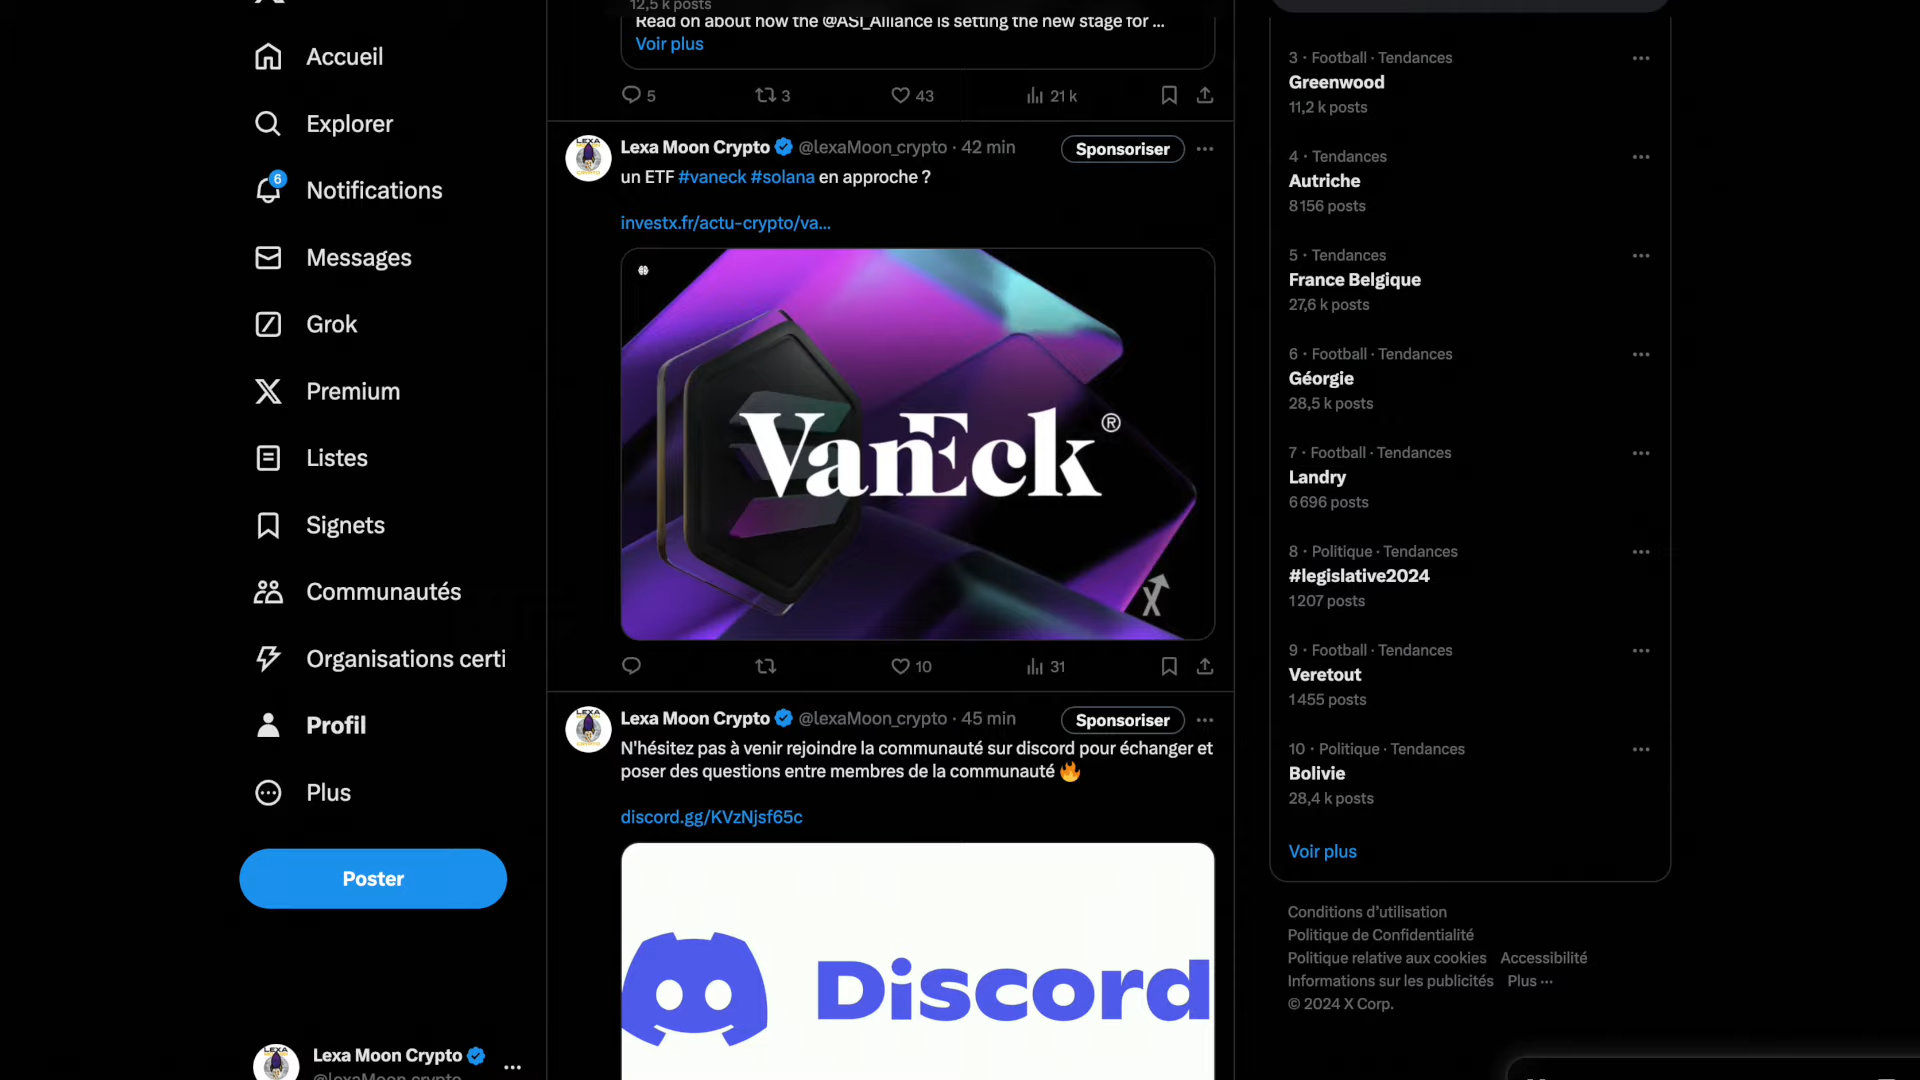 Accueil
Explorer
6
Notifications
Messages
Grok
Premium
Listes
Signets
Communautés
Organisations certi
Profil
Plus
Poster
Lexa Moon Crypto
@lexaMoon_crypto
12,5 k posts
Read on about how the @ASI_Alliance is setting the new stage for ...
Voir plus
5
3
43
21 k
Lexa Moon Crypto @lexaMoon_crypto · 42 min
Sponsoriser
un ETF #vaneck #solana en approche ?
investx.fr/actu-crypto/va...
VanEck®
10
31
Lexa Moon Crypto @lexaMoon_crypto · 45 min
Sponsoriser
N'hésitez pas à venir rejoindre la communauté sur discord pour échanger et
poser des questions entre membres de la communauté 🔥
discord.gg/KVzNjsf65c
Discord
3 · Football · Tendances
Greenwood
11,2 k posts
4 · Tendances
Autriche
8 156 posts
5 · Tendances
France Belgique
27,6 k posts
6 · Football · Tendances
Géorgie
28,5 k posts
7 · Football · Tendances
Landry
6 696 posts
8 · Politique · Tendances
#legislative2024
1 207 posts
9 · Football · Tendances
Veretout
1 455 posts
10 · Politique · Tendances
Bolivie
28,4 k posts
Voir plus
Conditions d'utilisation
Politique de Confidentialité
Politique relative aux cookies Accessibilité
Informations sur les publicités Plus ...
© 2024 X Corp.